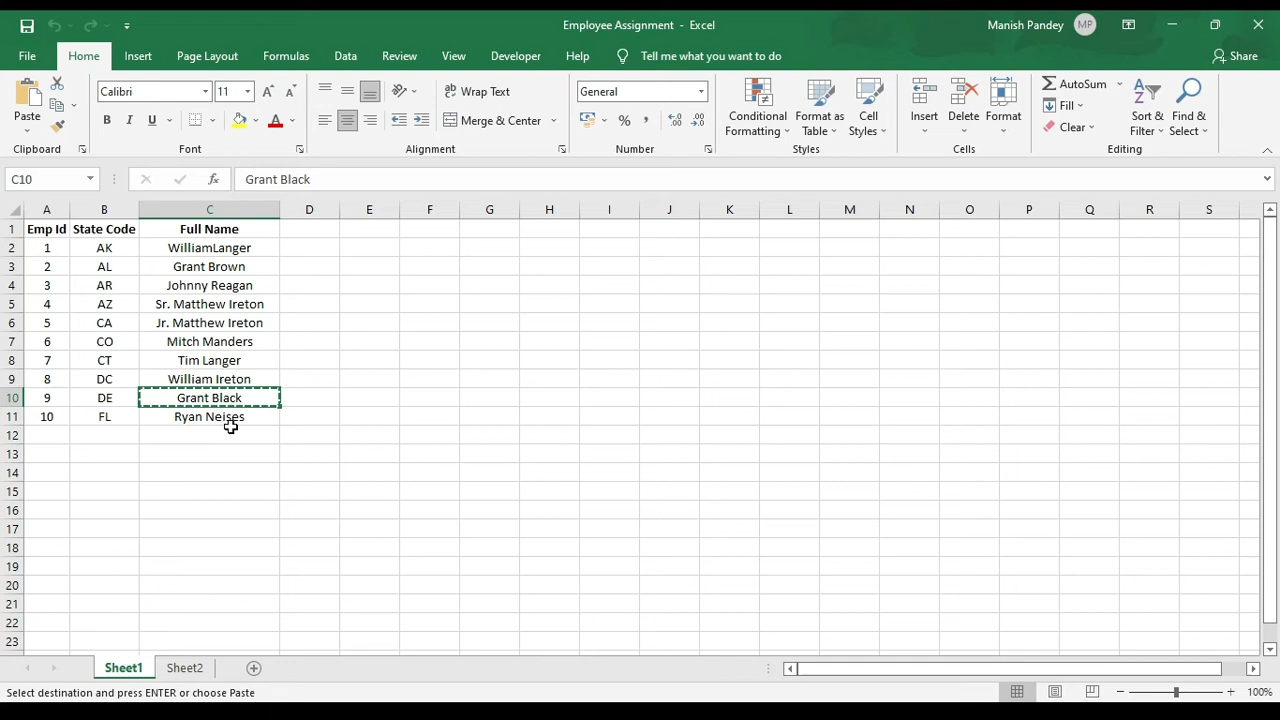 Employee Assignment - Excel
Manish Pandey MP
File Home Insert Page Layout Formulas Data Review View Developer Help Tell me what you want to do Share
Calibri 11 Wrap Text General AutoSum
Fill
Paste B I U Merge & Center % , Conditional Formatting Format as Table Cell Styles Insert Delete Format Clear Sort & Filter Find & Select
Clipboard Font Alignment Number Styles Cells Editing
C10 fx Grant Black
A B C D E F G H I J K L M N O P Q R S
1 Emp Id State Code Full Name
2 1 AK WilliamLanger
3 2 AL Grant Brown
4 3 AR Johnny Reagan
5 4 AZ Sr. Matthew Ireton
6 5 CA Jr. Matthew Ireton
7 6 CO Mitch Manders
8 7 CT Tim Langer
9 8 DC William Ireton
10 9 DE Grant Black
11 10 FL Ryan Neises
12
13
14
15
16
17
18
19
20
21
22
23
Sheet1 Sheet2
Select destination and press ENTER or choose Paste 100%